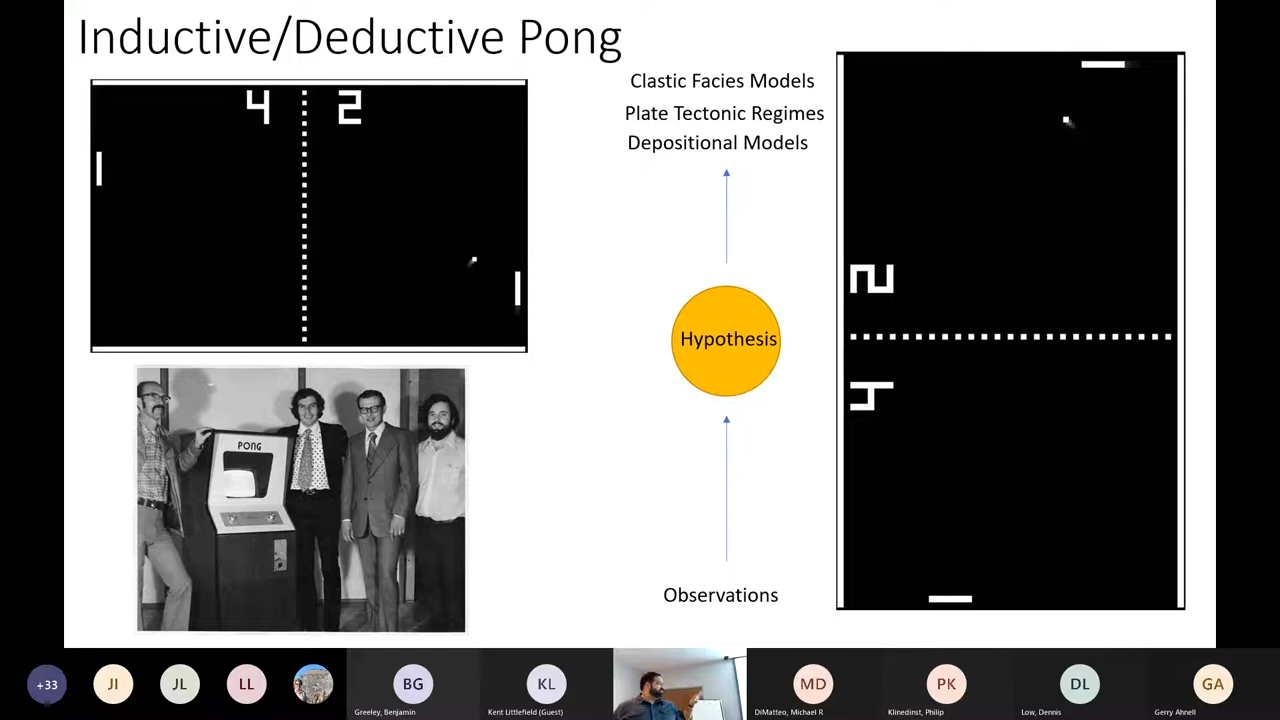 Inductive/Deductive Pong
4 2
PONG
Clastic Facies Models
Plate Tectonic Regimes
Depositional Models
Hypothesis
Observations
2
4
+33
JI
JL
LL
BG
Greeley, Benjamin
KL
Kent Littlefield (Guest)
MD
DiMatteo, Michael R
PK
Klinedinst, Philip
DL
Low, Dennis
GA
Gerry Ahnell